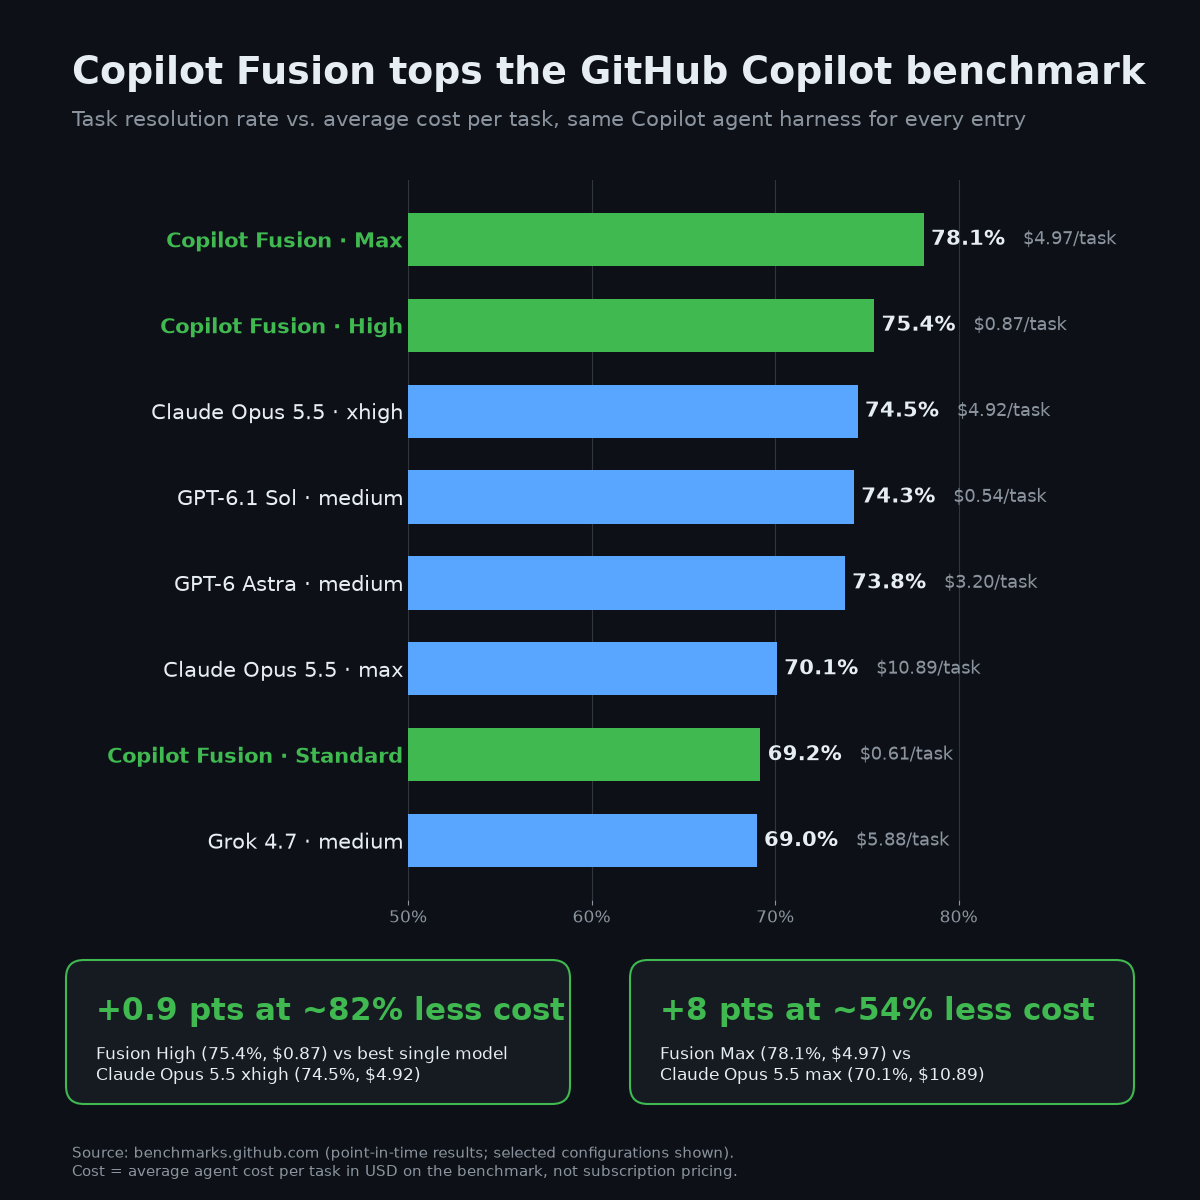 Copilot Fusion tops the GitHub Copilot benchmark
Task resolution rate vs. average cost per task, same Copilot agent harness for every entry
Copilot Fusion · Max 78.1% $4.97/task
Copilot Fusion · High 75.4% $0.87/task
Claude Opus 5.5 · xhigh 74.5% $4.92/task
GPT-6.1 Sol · medium 74.3% $0.54/task
GPT-6 Astra · medium 73.8% $3.20/task
Claude Opus 5.5 · max 70.1% $10.89/task
Copilot Fusion · Standard 69.2% $0.61/task
Grok 4.7 · medium 69.0% $5.88/task
50% 60% 70% 80%
+0.9 pts at ~82% less cost
Fusion High (75.4%, $0.87) vs best single model
Claude Opus 5.5 xhigh (74.5%, $4.92)
+8 pts at ~54% less cost
Fusion Max (78.1%, $4.97) vs
Claude Opus 5.5 max (70.1%, $10.89)
Source: benchmarks.github.com (point-in-time results; selected configurations shown).
Cost = average agent cost per task in USD on the benchmark, not subscription pricing.